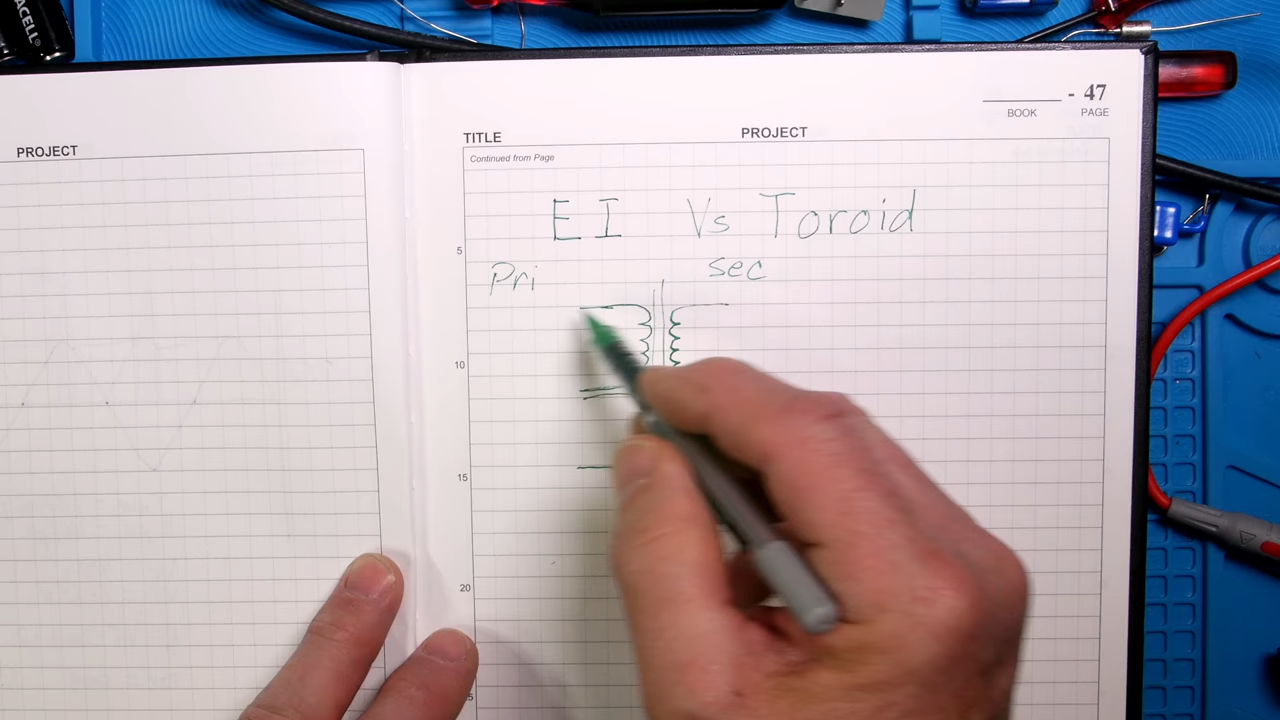 - 47
BOOK PAGE
PROJECT
TITLE PROJECT
Continued from Page
EI Vs Toroid
5
Pri sec
10
15
20